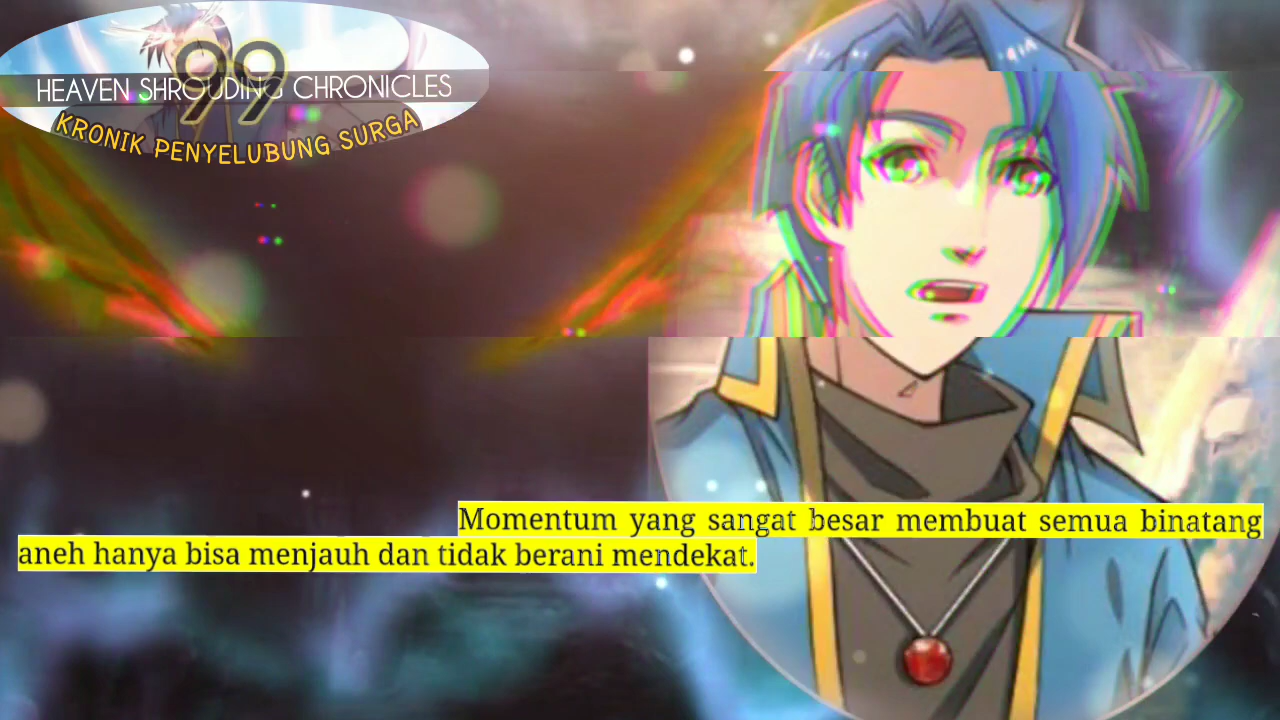 99
HEAVEN SHROUDING CHRONICLES
KRONIK PENYELUBUNG SURGA
Momentum yang sangat besar membuat semua binatang
aneh hanya bisa menjauh dan tidak berani mendekat.